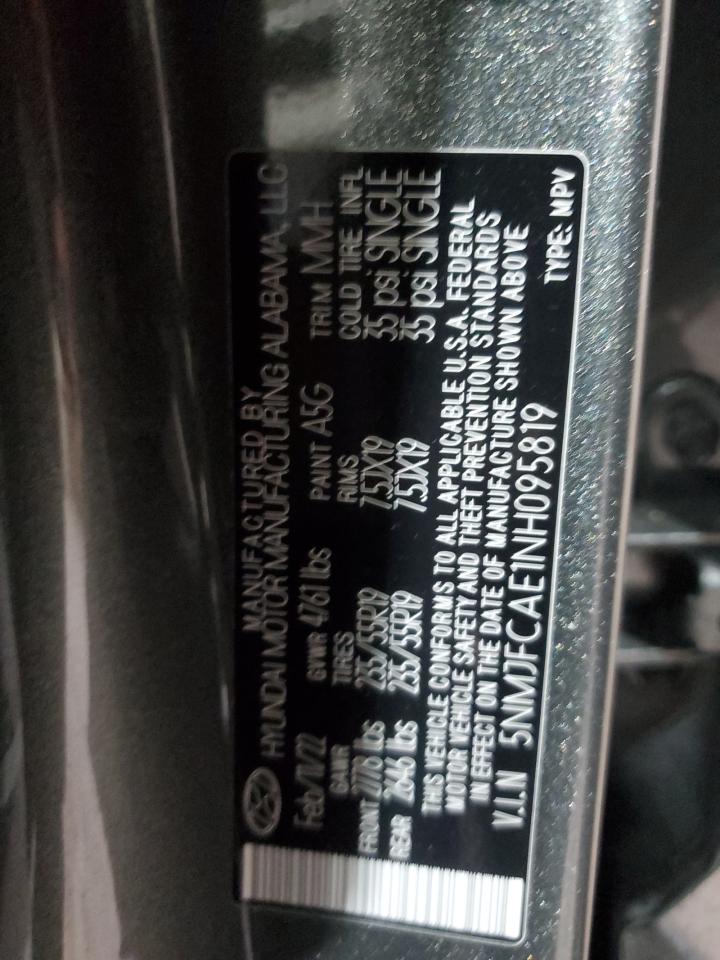 MANUFACTURED BY
HYUNDAI MOTOR MANUFACTURING ALABAMA, LLC
Feb/11/22 GVWR 4761 lbs PAINT A5G TRIM MMH
GAWR TIRES RIMS COLD TIRE INFL
FRONT 2778 lbs 235/55R19 7.5JX19 35 psi SINGLE
REAR 2646 lbs 235/55R19 7.5JX19 35 psi SINGLE
THIS VEHICLE CONFORMS TO ALL APPLICABLE U.S.A. FEDERAL
MOTOR VEHICLE SAFETY AND THEFT PREVENTION STANDARDS
IN EFFECT ON THE DATE OF MANUFACTURE SHOWN ABOVE
V.I.N 5NMJFCAE1NH095819 TYPE: MPV